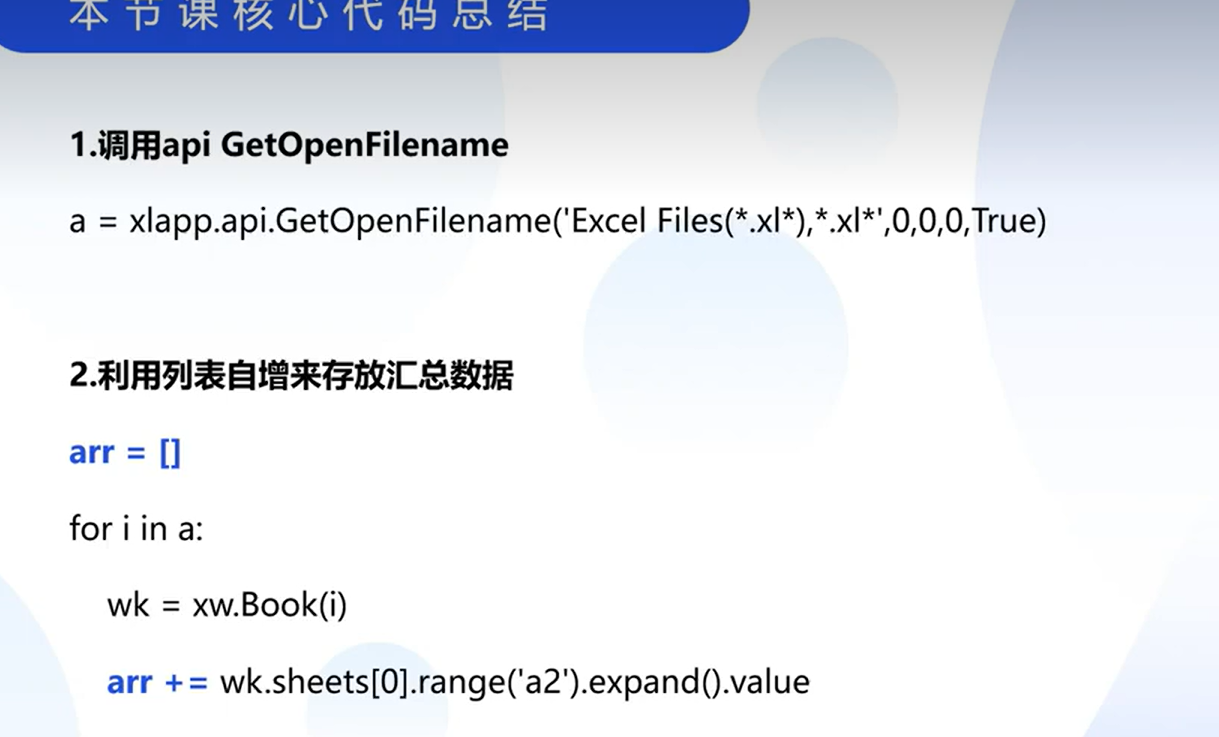 本节课核心代码总结
1.调用api GetOpenFilename
a = xlapp.api.GetOpenFilename('Excel Files(*.xl*),*.xl*',0,0,0,True)
2.利用列表自增来存放汇总数据
arr = []
for i in a:
wk = xw.Book(i)
arr += wk.sheets[0].range('a2').expand().value